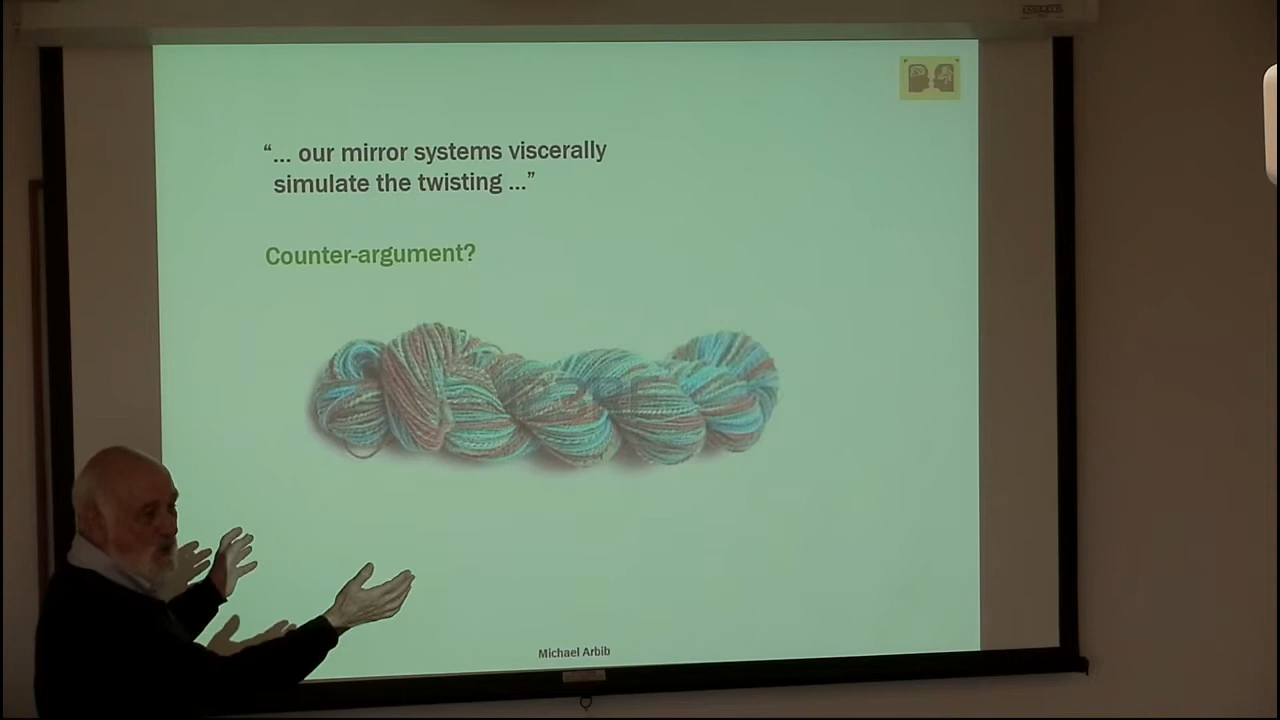 “... our mirror systems viscerally
simulate the twisting ...”
Counter-argument?
Michael Arbib